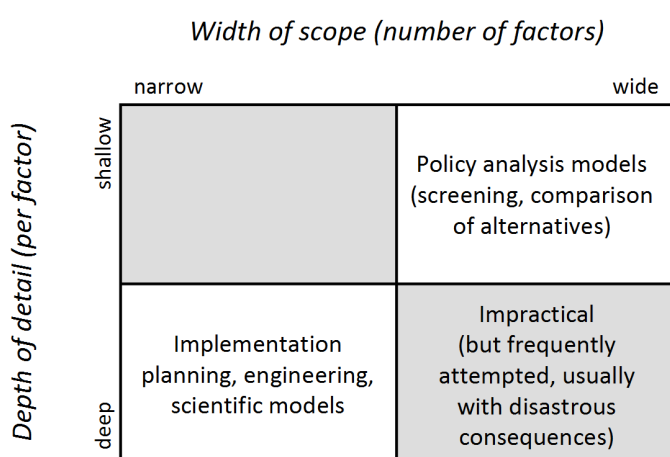 Width of scope (number of factors)
narrow
wide
Depth of detail (per factor)
shallow
Policy analysis models
(screening, comparison
of alternatives)
deep
Implementation
planning, engineering,
scientific models
Impractical
(but frequently
attempted, usually
with disastrous
consequences)